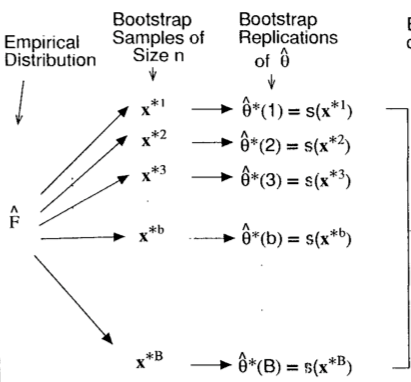 Empirical
Distribution
Bootstrap
Samples of
Size n
Bootstrap
Replications
of θ̂
F̂
x*1
θ̂*(1) = s(x*1)
x*2
θ̂*(2) = s(x*2)
x*3
θ̂*(3) = s(x*3)
x*b
θ̂*(b) = s(x*b)
x*B
θ̂*(B) = s(x*B)